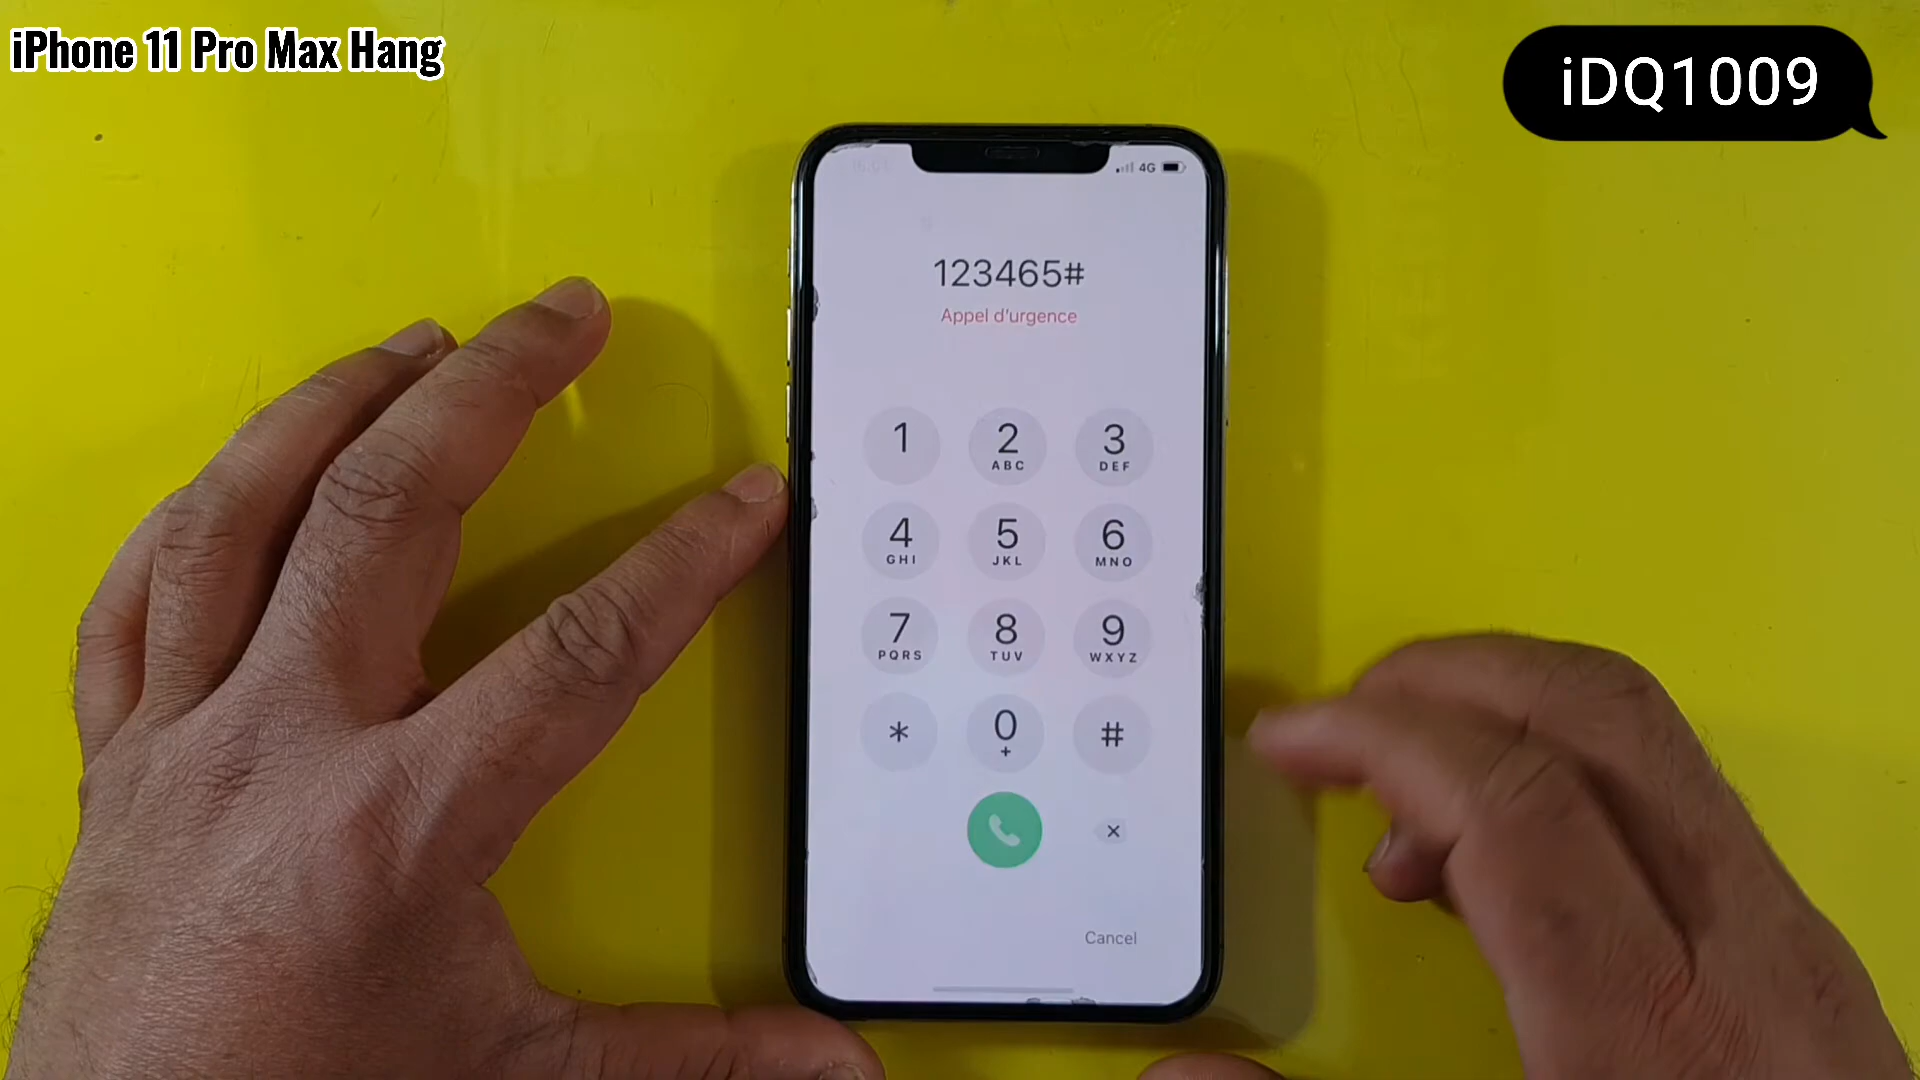 iPhone 11 Pro Max Hang
iDQ1009
4G
123465#
Appel d'urgence
1 2 3
ABC DEF
4 5 6
GHI JKL MNO
7 8 9
PQRS TUV WXYZ
* 0 #
+
Cancel